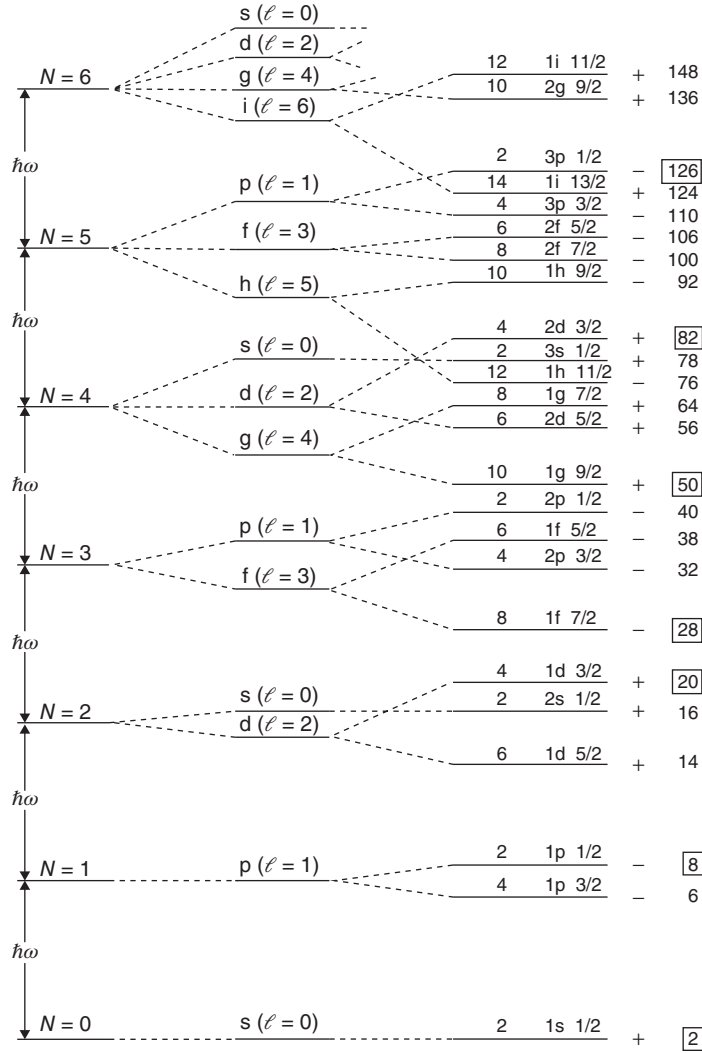 s (ℓ = 0)
d (ℓ = 2)
N = 6 g (ℓ = 4) 12 1i 11/2 + 148
i (ℓ = 6) 10 2g 9/2 + 136
ħω
2 3p 1/2 − 126
p (ℓ = 1) 14 1i 13/2 + 124
4 3p 3/2 − 110
N = 5 f (ℓ = 3) 6 2f 5/2 − 106
8 2f 7/2 − 100
h (ℓ = 5) 10 1h 9/2 − 92
ħω
4 2d 3/2 + 82
s (ℓ = 0) 2 3s 1/2 + 78
12 1h 11/2 − 76
N = 4 d (ℓ = 2) 8 1g 7/2 + 64
6 2d 5/2 + 56
g (ℓ = 4)
ħω 10 1g 9/2 + 50
2 2p 1/2 − 40
p (ℓ = 1) 6 1f 5/2 − 38
N = 3 4 2p 3/2 − 32
f (ℓ = 3)
8 1f 7/2 − 28
ħω
4 1d 3/2 + 20
s (ℓ = 0) 2 2s 1/2 + 16
N = 2 d (ℓ = 2)
6 1d 5/2 + 14
ħω
2 1p 1/2 − 8
N = 1 p (ℓ = 1)
4 1p 3/2 − 6
ħω
N = 0 s (ℓ = 0) 2 1s 1/2 + 2